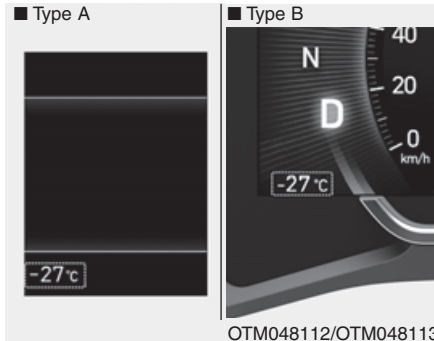 ■ Type A
-27℃
■ Type B
40
N
20
D
0
km/h
-27℃
OTM048112/OTM048113